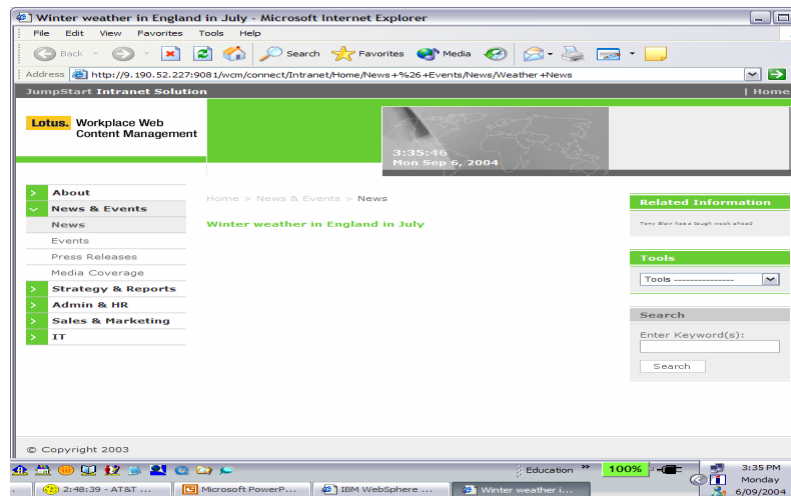 Winter weather in England in July - Microsoft Internet Explorer
File Edit View Favorites Tools Help
Back Search Favorites Media
Address http://9.190.52.227:9081/wcm/connect/Intranet/Home/News+%26+Events/News/Weather+News
JumpStart Intranet Solution | Home
Lotus. Workplace Web
Content Management
3:35:46
Mon Sep 6, 2004
About
News & Events
News
Events
Press Releases
Media Coverage
Strategy & Reports
Admin & HR
Sales & Marketing
IT
Home > News & Events > News
Winter weather in England in July
Related Information
Tony Blair has a tough week ahead.
Tools
Tools --------------
Search
Enter Keyword(s):
Search
© Copyright 2003
Education » 100% 3:35 PM
Monday
6/09/2004
2:48:39 - AT&T ... Microsoft PowerP... IBM WebSphere ... Winter weather i...